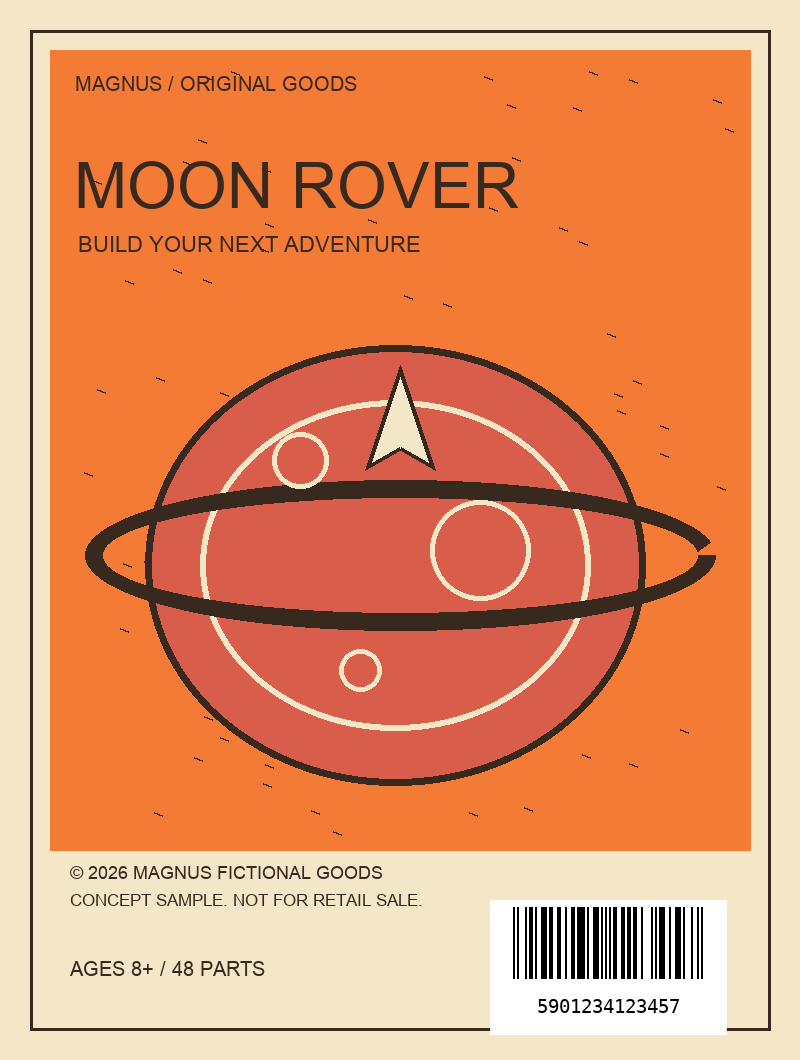 MAGNUS / ORIGINAL GOODS
MOON ROVER
BUILD YOUR NEXT ADVENTURE
© 2026 MAGNUS FICTIONAL GOODS
CONCEPT SAMPLE. NOT FOR RETAIL SALE.
AGES 8+ / 48 PARTS
5901234123457